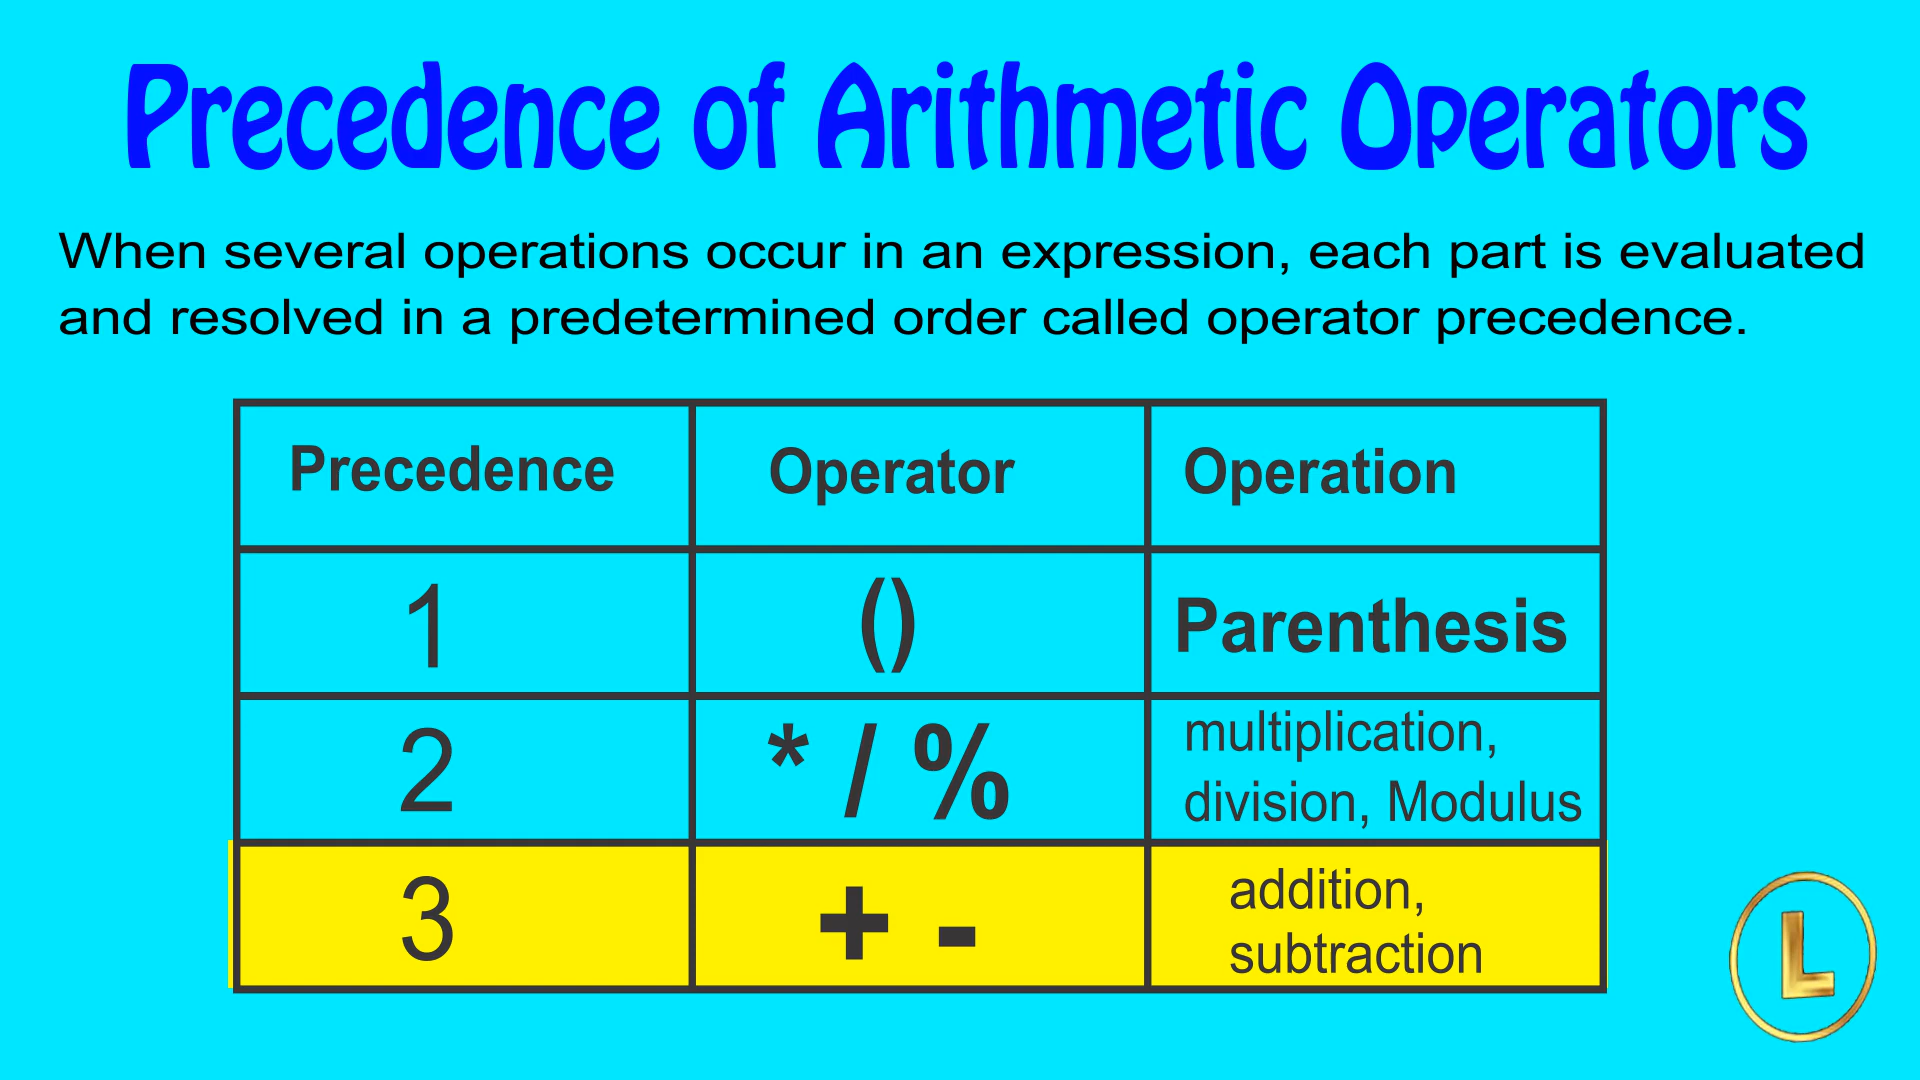 Precedence of Arithmetic Operators
When several operations occur in an expression, each part is evaluated
and resolved in a predetermined order called operator precedence.
Precedence Operator Operation
1 () Parenthesis
2 * / % multiplication,
division, Modulus
3 + - addition,
subtraction
L